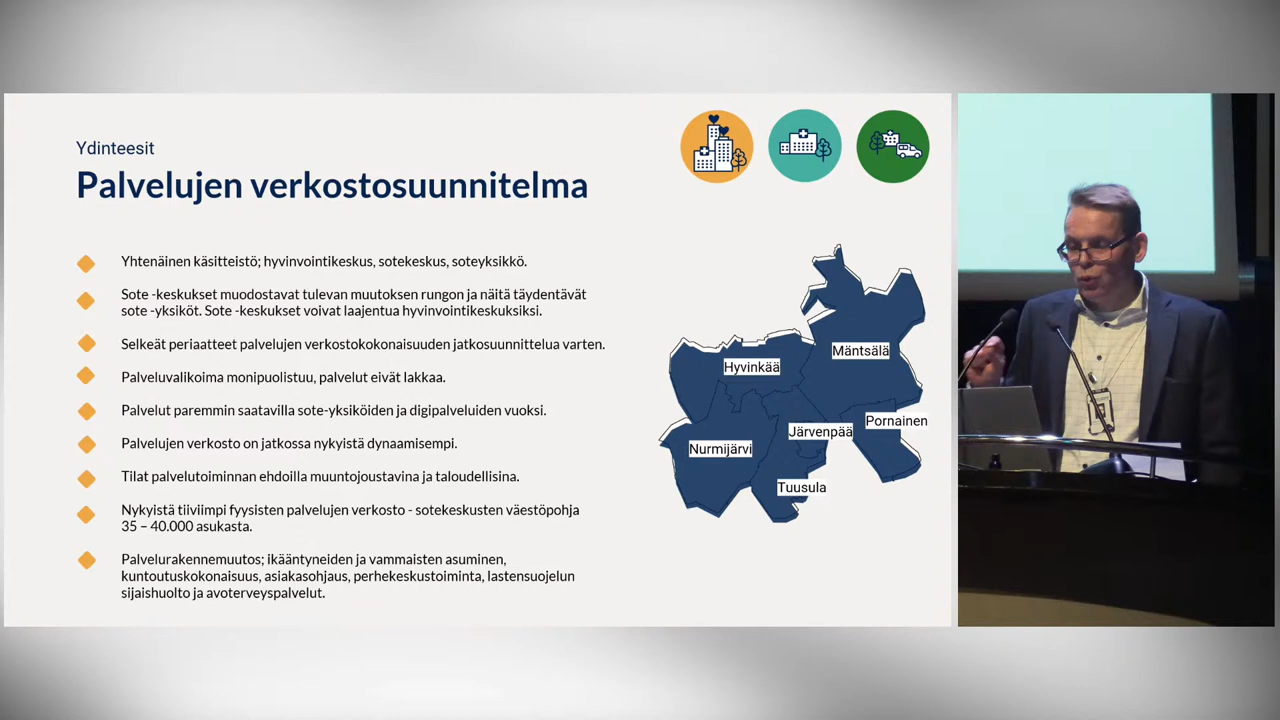 Ydinteesit
Palvelujen verkostosuunnitelma
Yhtenäinen käsitteistö; hyvinvointikeskus, sotekeskus, soteyksikkö.
Sote -keskukset muodostavat tulevan muutoksen rungon ja näitä täydentävät
sote -yksiköt. Sote -keskukset voivat laajentua hyvinvointikeskuksiksi.
Selkeät periaatteet palvelujen verkostokokonaisuuden jatkosuunnittelua varten.
Palveluvalikoima monipuolistuu, palvelut eivät lakkaa.
Palvelut paremmin saatavilla sote-yksiköiden ja digipalveluiden vuoksi.
Palvelujen verkosto on jatkossa nykyistä dynaamisempi.
Tilat palvelutoiminnan ehdoilla muuntojoustavina ja taloudellisina.
Nykyistä tiiviimpi fyysisten palvelujen verkosto - sotekeskusten väestöpohja
35 – 40.000 asukasta.
Palvelurakennemuutos; ikääntyneiden ja vammaisten asuminen,
kuntoutuskokonaisuus, asiakasohjaus, perhekeskustoiminta, lastensuojelun
sijaishuolto ja avoterveyspalvelut.
Mäntsälä
Hyvinkää
Pornainen
Järvenpää
Nurmijärvi
Tuusula